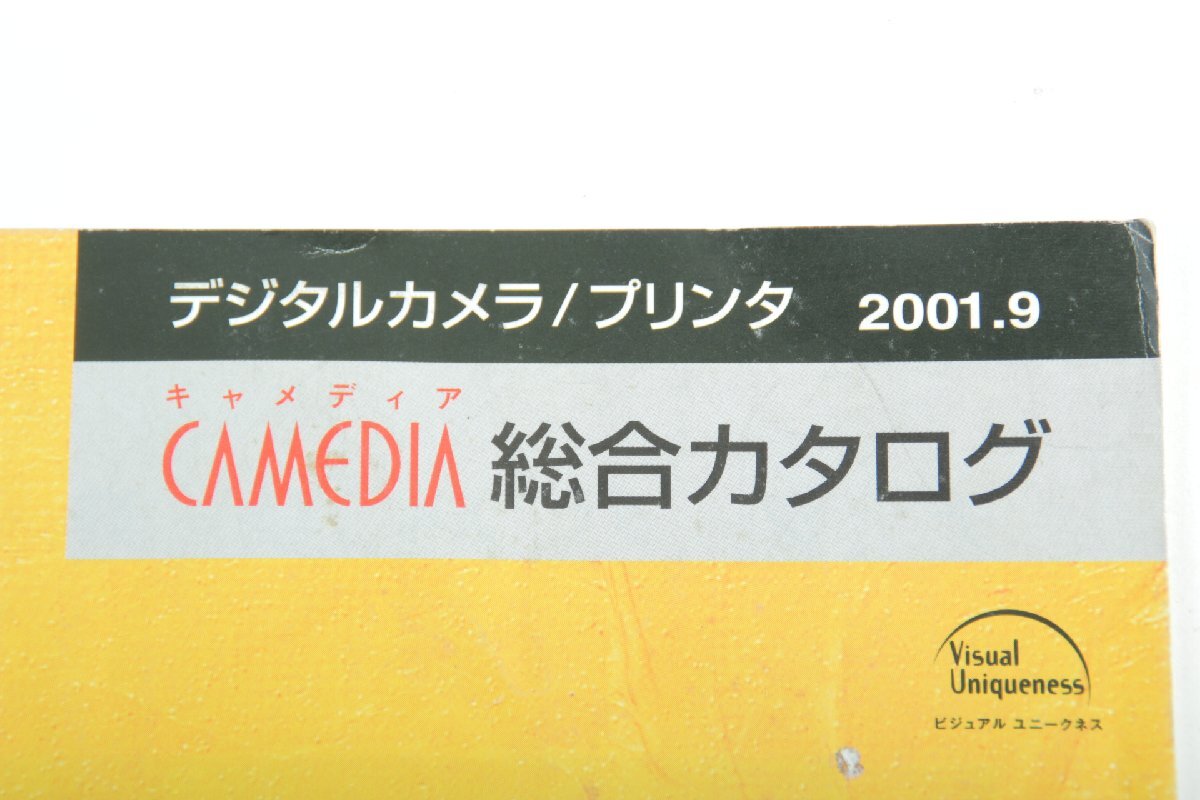 デジタルカメラ/プリンタ 2001.9
キャメディア
CAMEDIA 総合カタログ
Visual
Uniqueness
ビジュアル ユニークネス